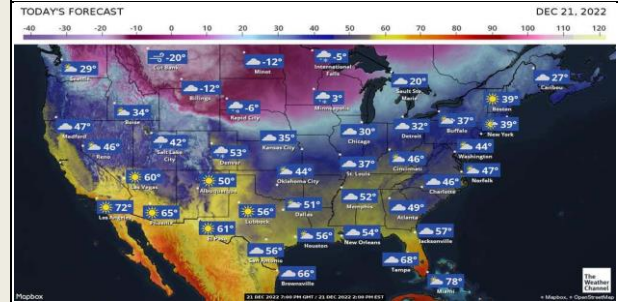 TODAY'S FORECAST
DEC 21, 2022
-40 -30 -20 -10 0 10 20 30 40 50 60 70 80 90 100 110 120
29°
Seattle
-20°
Cut Bank
-12°
Minot
-5°
International
Falls
20°
Sault Ste.
Marie
27°
Caribou
34°
Boise
-12°
Billings
-6°
Rapid City
3°
Minneapolis
39°
Boston
47°
Medford
46°
Reno
42°
Salt Lake
City
53°
Denver
35°
Kansas City
30°
Chicago
32°
Detroit
37°
Buffalo
39°
New York
44°
Washington
60°
Las Vegas
50°
Albuquerque
44°
Oklahoma City
37°
St. Louis
46°
Cincinnati
47°
Norfolk
46°
Charlotte
72°
Los Angeles
65°
Phoenix
61°
El Paso
56°
Lubbock
51°
Dallas
52°
Memphis
49°
Atlanta
56°
San Antonio
56°
Houston
54°
New Orleans
57°
Jacksonville
66°
Brownsville
68°
Tampa
78°
Miami
The
Weather
Channel
Mapbox
21 DEC 2022 7:00 PM GMT / 21 DEC 2022 2:00 PM EST
© Mapbox, © OpenStreetMap